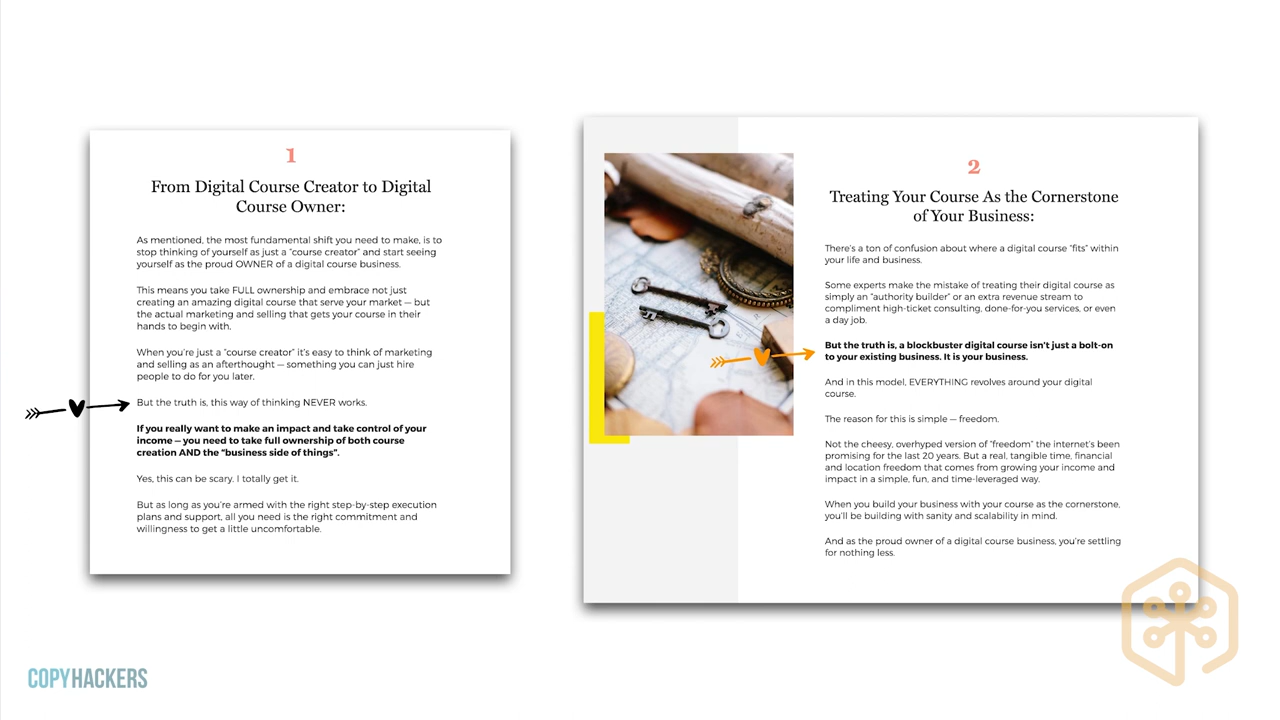 1
From Digital Course Creator to Digital
Course Owner:
As mentioned, the most fundamental shift you need to make, is to
stop thinking of yourself as just a "course creator" and start seeing
yourself as the proud OWNER of a digital course business.
This means you take FULL ownership and embrace not just
creating an amazing digital course that serve your market — but
the actual marketing and selling that gets your course in their
hands to begin with.
When you're just a "course creator" it's easy to think of marketing
and selling as an afterthought — something you can just hire
people to do for you later.
But the truth is, this way of thinking NEVER works.
If you really want to make an impact and take control of your
income — you need to take full ownership of both course
creation AND the "business side of things".
Yes, this can be scary. I totally get it.
But as long as you're armed with the right step-by-step execution
plans and support, all you need is the right commitment and
willingness to get a little uncomfortable.
2
Treating Your Course As the Cornerstone
of Your Business:
There's a ton of confusion about where a digital course "fits" within
your life and business.
Some experts make the mistake of treating their digital course as
simply an "authority builder" or an extra revenue stream to
compliment high-ticket consulting, done-for-you services, or even
a day job.
But the truth is, a blockbuster digital course isn't just a bolt-on
to your existing business. It is your business.
And in this model, EVERYTHING revolves around your digital
course.
The reason for this is simple — freedom.
Not the cheesy, overhyped version of "freedom" the internet's been
promising for the last 20 years. But a real, tangible time, financial
and location freedom that comes from growing your income and
impact in a simple, fun, and time-leveraged way.
When you build your business with your course as the cornerstone,
you'll be building with sanity and scalability in mind.
And as the proud owner of a digital course business, you're settling
for nothing less.
COPYHACKERS